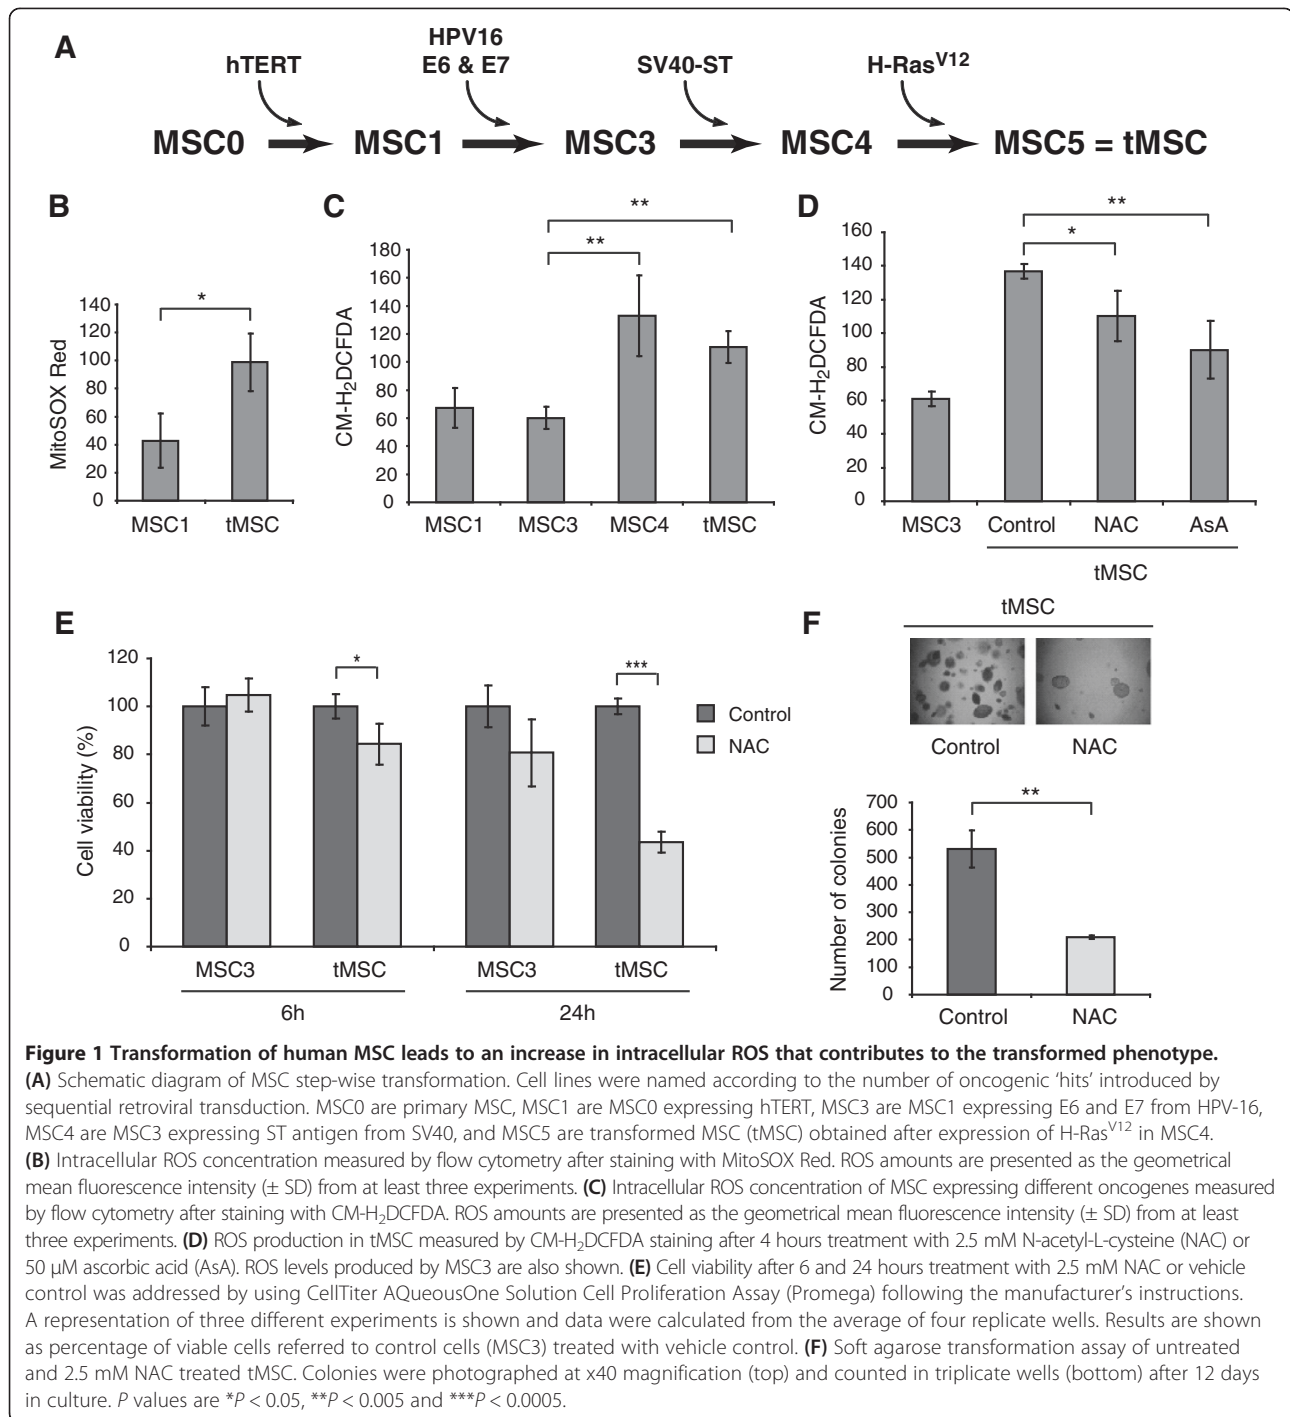 A
hTERT
HPV16
E6 & E7
SV40-ST
H-RasV12
MSC0
MSC1
MSC3
MSC4
MSC5 = tMSC
B
MitoSOX Red
140
120
100
80
60
40
20
0
*
MSC1
tMSC
C
CM-H2DCFDA
180
160
140
120
100
80
60
40
20
0
**
**
MSC1
MSC3
MSC4
tMSC
D
CM-H2DCFDA
160
140
120
100
80
60
40
20
0
**
*
MSC3
Control
NAC
AsA
tMSC
E
Cell viability (%)
120
100
80
60
40
20
0
*
***
Control
NAC
MSC3
tMSC
MSC3
tMSC
6h
24h
F
tMSC
Control
NAC
Number of colonies
700
600
500
400
300
200
100
0
**
Control
NAC
Figure 1 Transformation of human MSC leads to an increase in intracellular ROS that contributes to the transformed phenotype.
(A) Schematic diagram of MSC step-wise transformation. Cell lines were named according to the number of oncogenic ‘hits’ introduced by
sequential retroviral transduction. MSC0 are primary MSC, MSC1 are MSC0 expressing hTERT, MSC3 are MSC1 expressing E6 and E7 from HPV-16,
MSC4 are MSC3 expressing ST antigen from SV40, and MSC5 are transformed MSC (tMSC) obtained after expression of H-RasV12 in MSC4.
(B) Intracellular ROS concentration measured by flow cytometry after staining with MitoSOX Red. ROS amounts are presented as the geometrical
mean fluorescence intensity (± SD) from at least three experiments. (C) Intracellular ROS concentration of MSC expressing different oncogenes measured
by flow cytometry after staining with CM-H2DCFDA. ROS amounts are presented as the geometrical mean fluorescence intensity (± SD) from at least
three experiments. (D) ROS production in tMSC measured by CM-H2DCFDA staining after 4 hours treatment with 2.5 mM N-acetyl-L-cysteine (NAC) or
50 μM ascorbic acid (AsA). ROS levels produced by MSC3 are also shown. (E) Cell viability after 6 and 24 hours treatment with 2.5 mM NAC or vehicle
control was addressed by using CellTiter AQueousOne Solution Cell Proliferation Assay (Promega) following the manufacturer’s instructions.
A representation of three different experiments is shown and data were calculated from the average of four replicate wells. Results are shown
as percentage of viable cells referred to control cells (MSC3) treated with vehicle control. (F) Soft agarose transformation assay of untreated
and 2.5 mM NAC treated tMSC. Colonies were photographed at x40 magnification (top) and counted in triplicate wells (bottom) after 12 days
in culture. P values are *P < 0.05, **P < 0.005 and ***P < 0.0005.